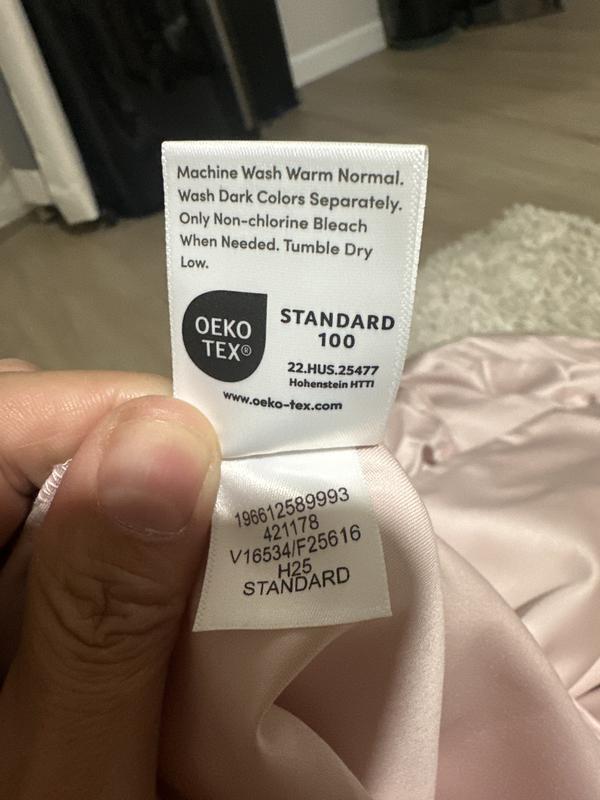 Machine Wash Warm Normal.
Wash Dark Colors Separately.
Only Non-chlorine Bleach
When Needed. Tumble Dry
Low.
OEKO
TEX®
STANDARD
100
22.HUS.25477
Hohenstein HTTI
www.oeko-tex.com
196612589993
421178
V16534/F25616
H25
STANDARD